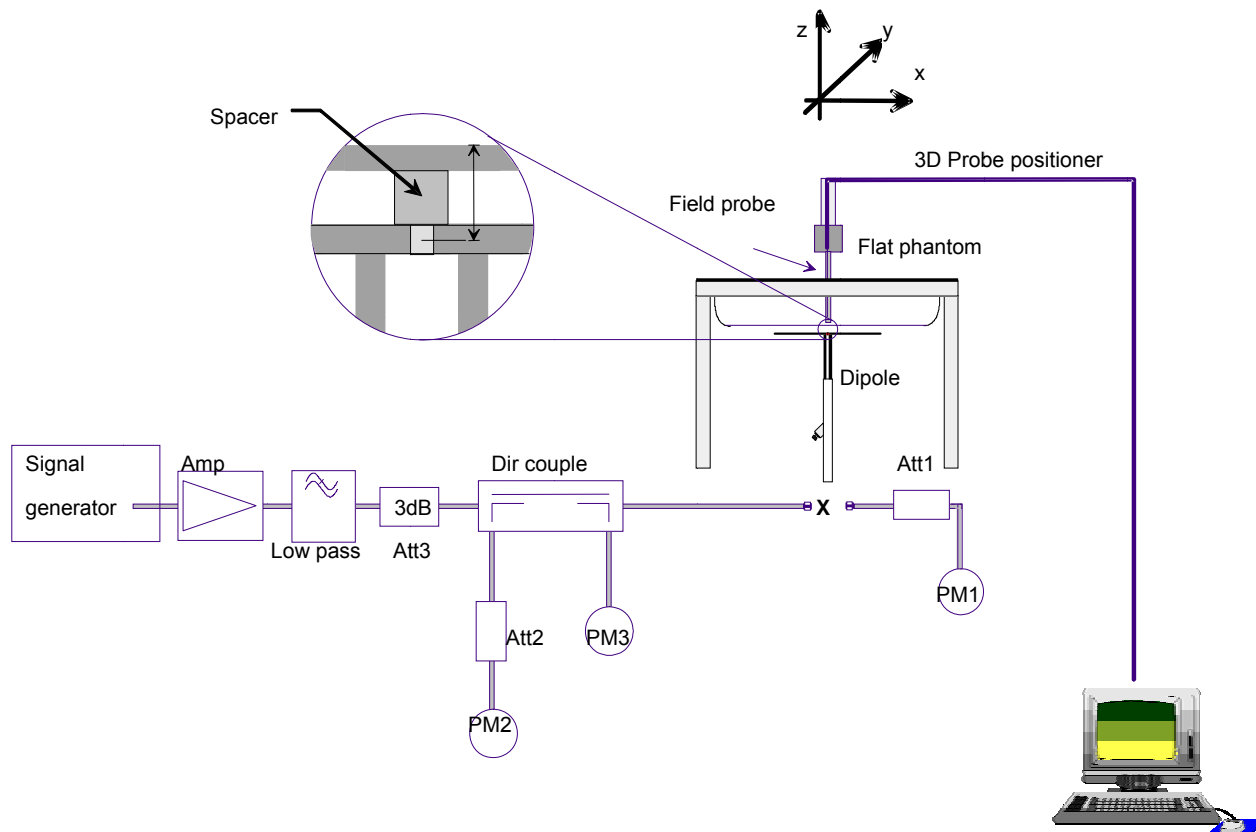 z
y
x
Spacer
3D Probe positioner
Field probe
Flat phantom
Dipole
Signal
generator
Amp
Low pass
3dB
Att3
Dir couple
Att1
X
PM1
Att2
PM3
PM2